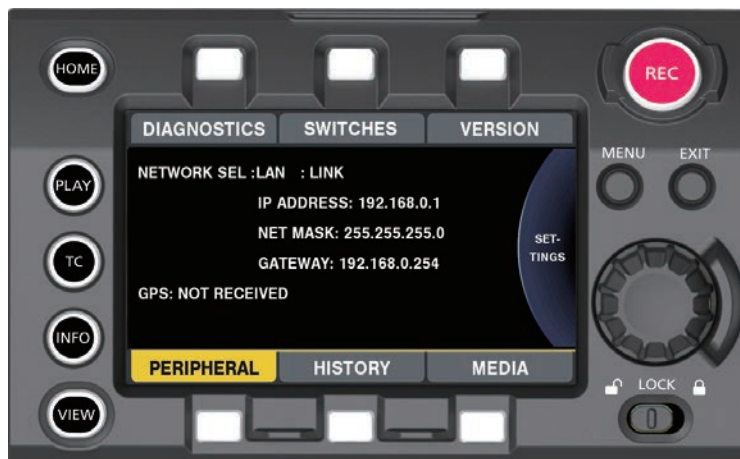 HOME
REC
DIAGNOSTICS SWITCHES VERSION
MENU EXIT
NETWORK SEL :LAN : LINK
PLAY
IP ADDRESS: 192.168.0.1
NET MASK: 255.255.255.0
SET-
TINGS
TC
GATEWAY: 192.168.0.254
GPS: NOT RECEIVED
INFO
PERIPHERAL HISTORY MEDIA
LOCK
VIEW